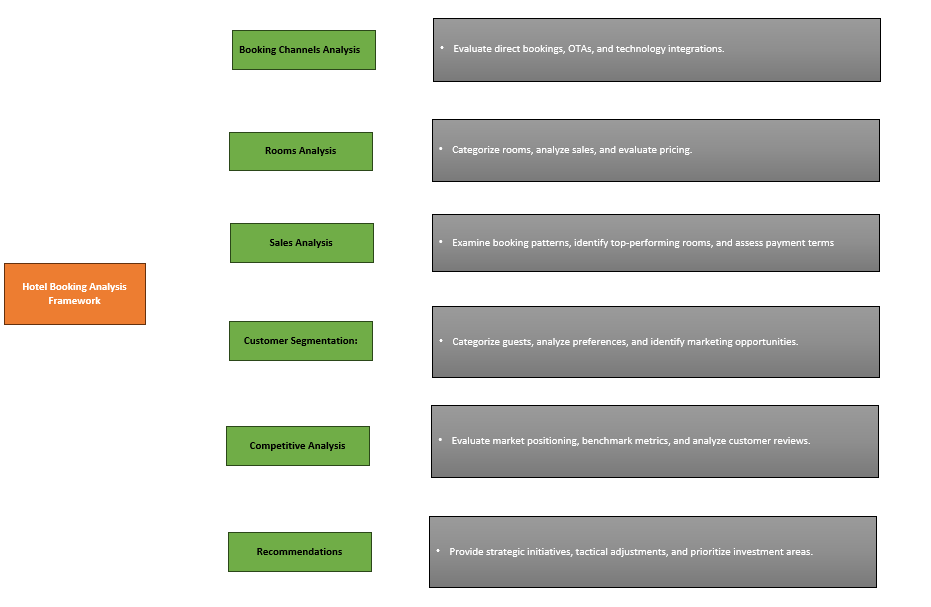 Booking Channels Analysis
• Evaluate direct bookings, OTAs, and technology integrations.
Rooms Analysis
• Categorize rooms, analyze sales, and evaluate pricing.
Sales Analysis
• Examine booking patterns, identify top-performing rooms, and assess payment terms
Hotel Booking Analysis
Framework
Customer Segmentation:
• Categorize guests, analyze preferences, and identify marketing opportunities.
Competitive Analysis
• Evaluate market positioning, benchmark metrics, and analyze customer reviews.
Recommendations
• Provide strategic initiatives, tactical adjustments, and prioritize investment areas.